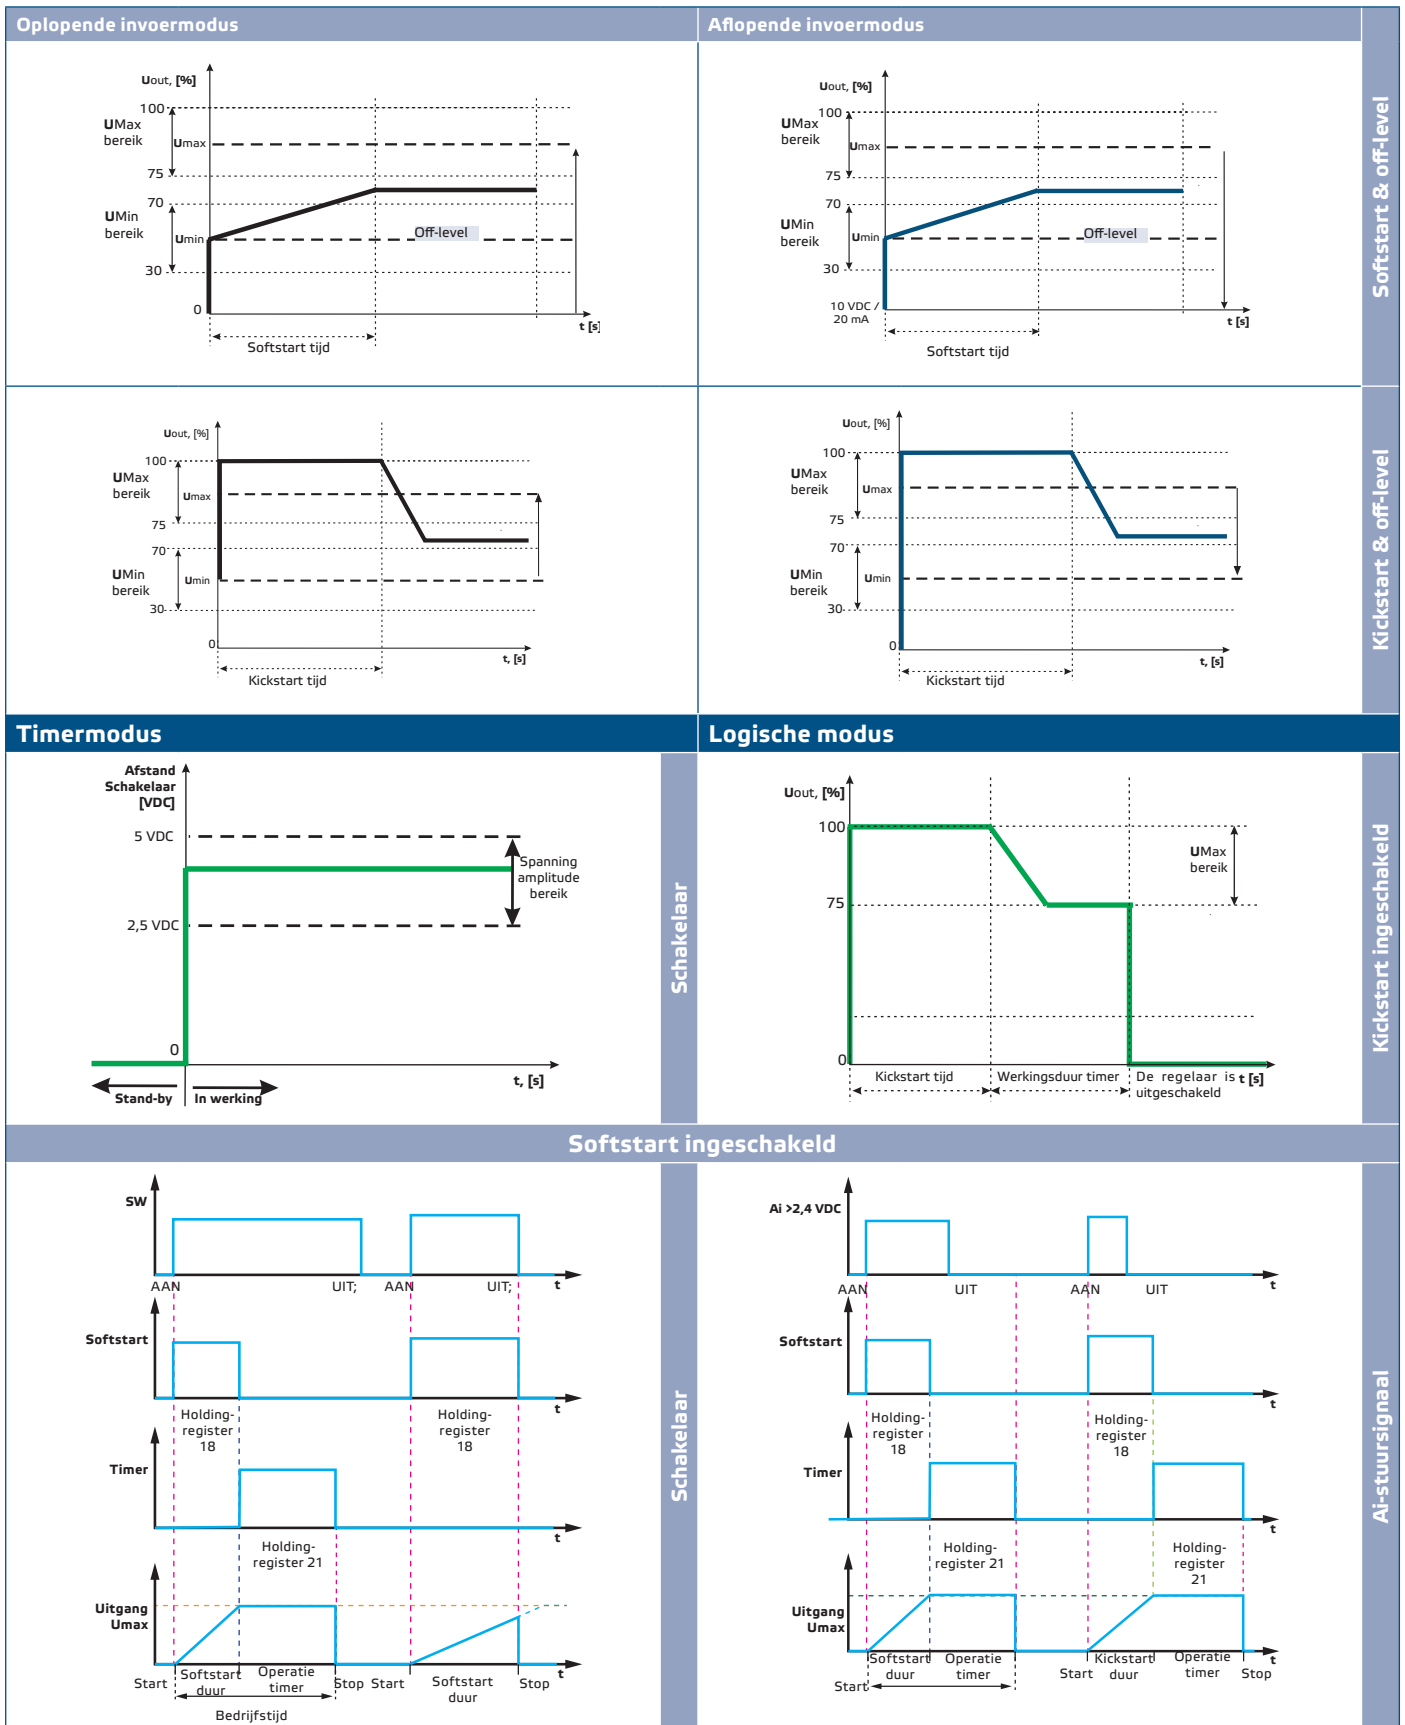 Oplopende invoermodus
Aflopende invoermodus
Uout, [%]
100
UMax
bereik
Umax
75
70
UMin
bereik
Umin
Off-level
30
0
t [s]
Softstart tijd
Uout, [%]
100
UMax
bereik
Umax
75
70
UMin
bereik
Umin
Off-level
30
10 VDC /
20 mA
t [s]
Softstart tijd
Softstart & off-level
Uout, [%]
100
UMax
bereik
Umax
75
70
UMin
bereik
Umin
30
0
t, [s]
Kickstart tijd
Uout, [%]
100
UMax
bereik
Umax
75
70
UMin
bereik
Umin
30
0
t, [s]
Kickstart tijd
Kickstart & off-level
Timermodus
Logische modus
Afstand
Schakelaar
[VDC]
5 VDC
Spanning
amplitude
bereik
2,5 VDC
0
t, [s]
Stand-by
In werking
Schakelaar
Uout, [%]
100
UMax
bereik
75
0
Kickstart tijd
Werkingsduur timer
De regelaar is
uitgeschakeld
t [s]
Kickstart ingeschakeld
Softstart ingeschakeld
SW
AAN
UIT;
AAN
UIT;
t
Softstart
t
Holding-
register
18
Holding-
register
18
Timer
t
Holding-
register 21
Uitgang
Umax
t
Start
Softstart
duur
Operatie
timer
Stop
Start
Softstart
duur
Stop
Bedrijfstijd
Schakelaar
Ai >2,4 VDC
AAN
UIT
AAN
UIT
t
Softstart
t
Holding-
register
18
Holding-
register
18
Timer
t
Holding-
register 21
Holding-
register
21
Uitgang
Umax
t
Start
Softstart
duur
Operatie
timer
Start
Kickstart
duur
Operatie
timer
Stop
Ai-stuursignaal